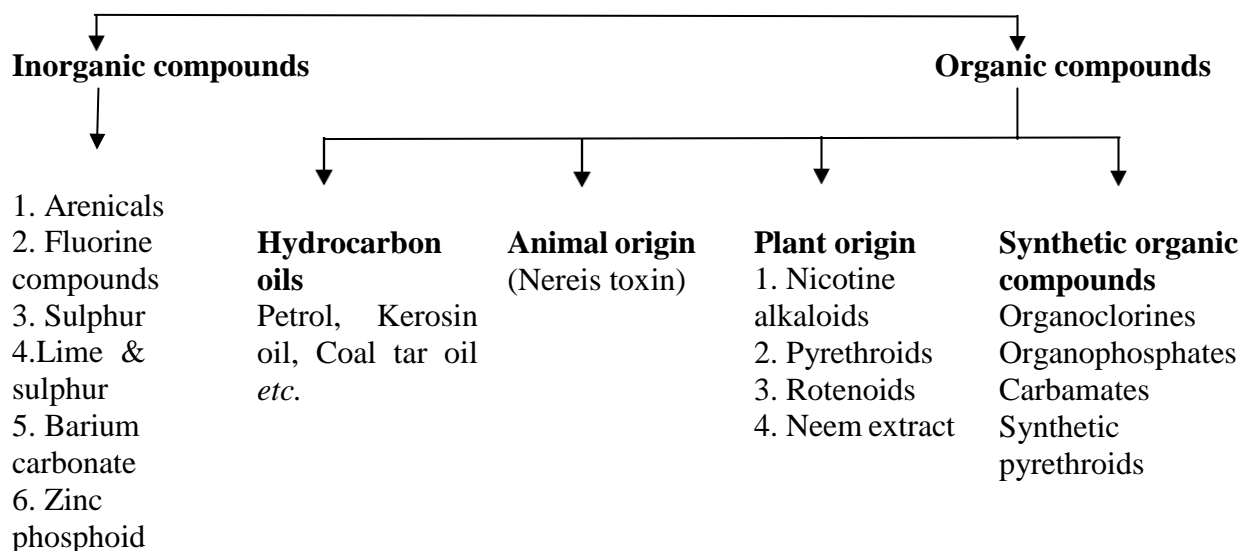 Inorganic compounds
Organic compounds
1. Arenicals
2. Fluorine
compounds
3. Sulphur
4.Lime &
sulphur
5. Barium
carbonate
6. Zinc
phosphoid
Hydrocarbon
oils
Petrol, Kerosin
oil, Coal tar oil
etc.
Animal origin
(Nereis toxin)
Plant origin
1. Nicotine
alkaloids
2. Pyrethroids
3. Rotenoids
4. Neem extract
Synthetic organic
compounds
Organoclorines
Organophosphates
Carbamates
Synthetic
pyrethroids